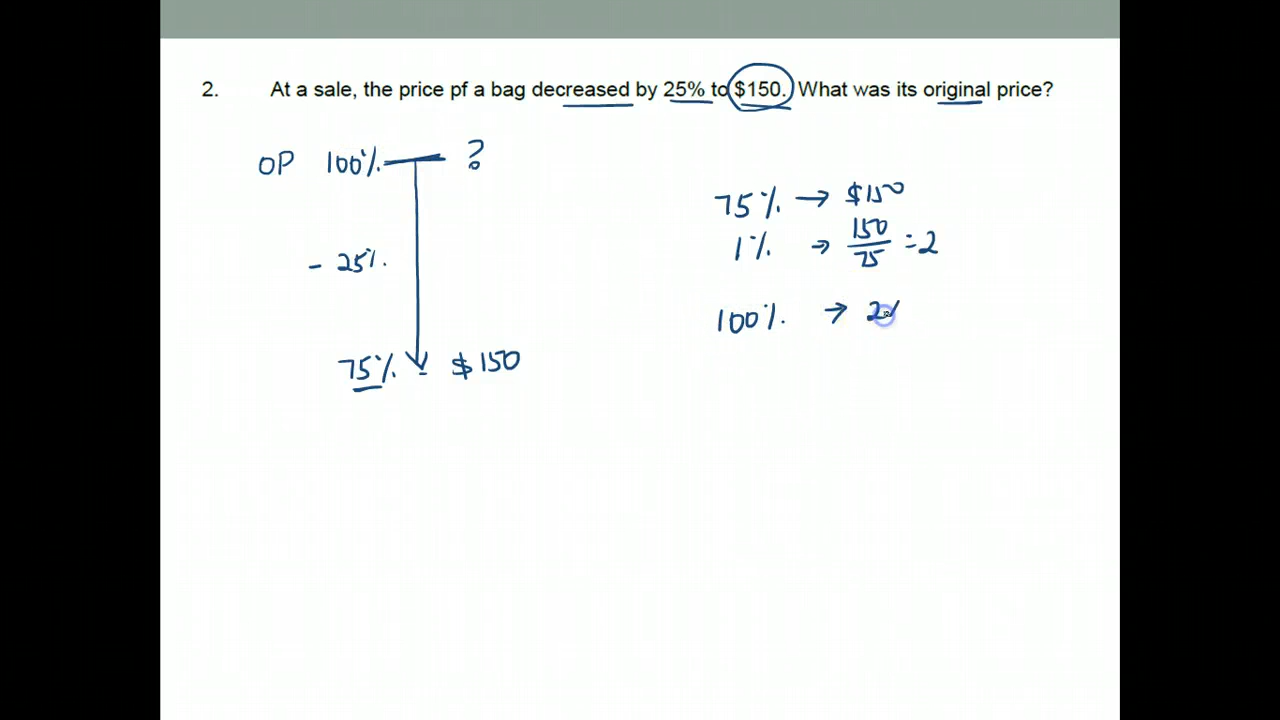 2. At a sale, the price pf a bag decreased by 25% to $150. What was its original price?
OP 100% ?
- 25%.
75% $150
75% → $150
1% → 150/75 = 2
100% → 2